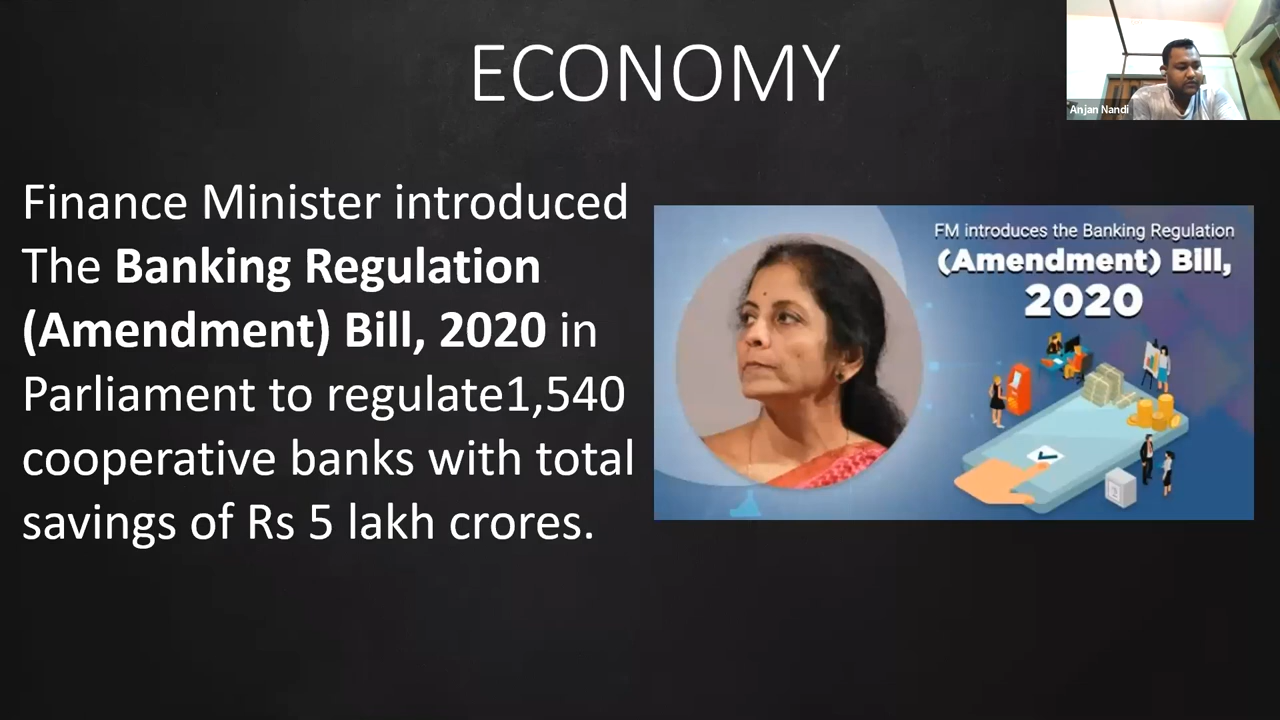 ECONOMY
Anjan Nandi
Finance Minister introduced
The Banking Regulation
(Amendment) Bill, 2020 in
Parliament to regulate1,540
cooperative banks with total
savings of Rs 5 lakh crores.
FM introduces the Banking Regulation
(Amendment) Bill,
2020